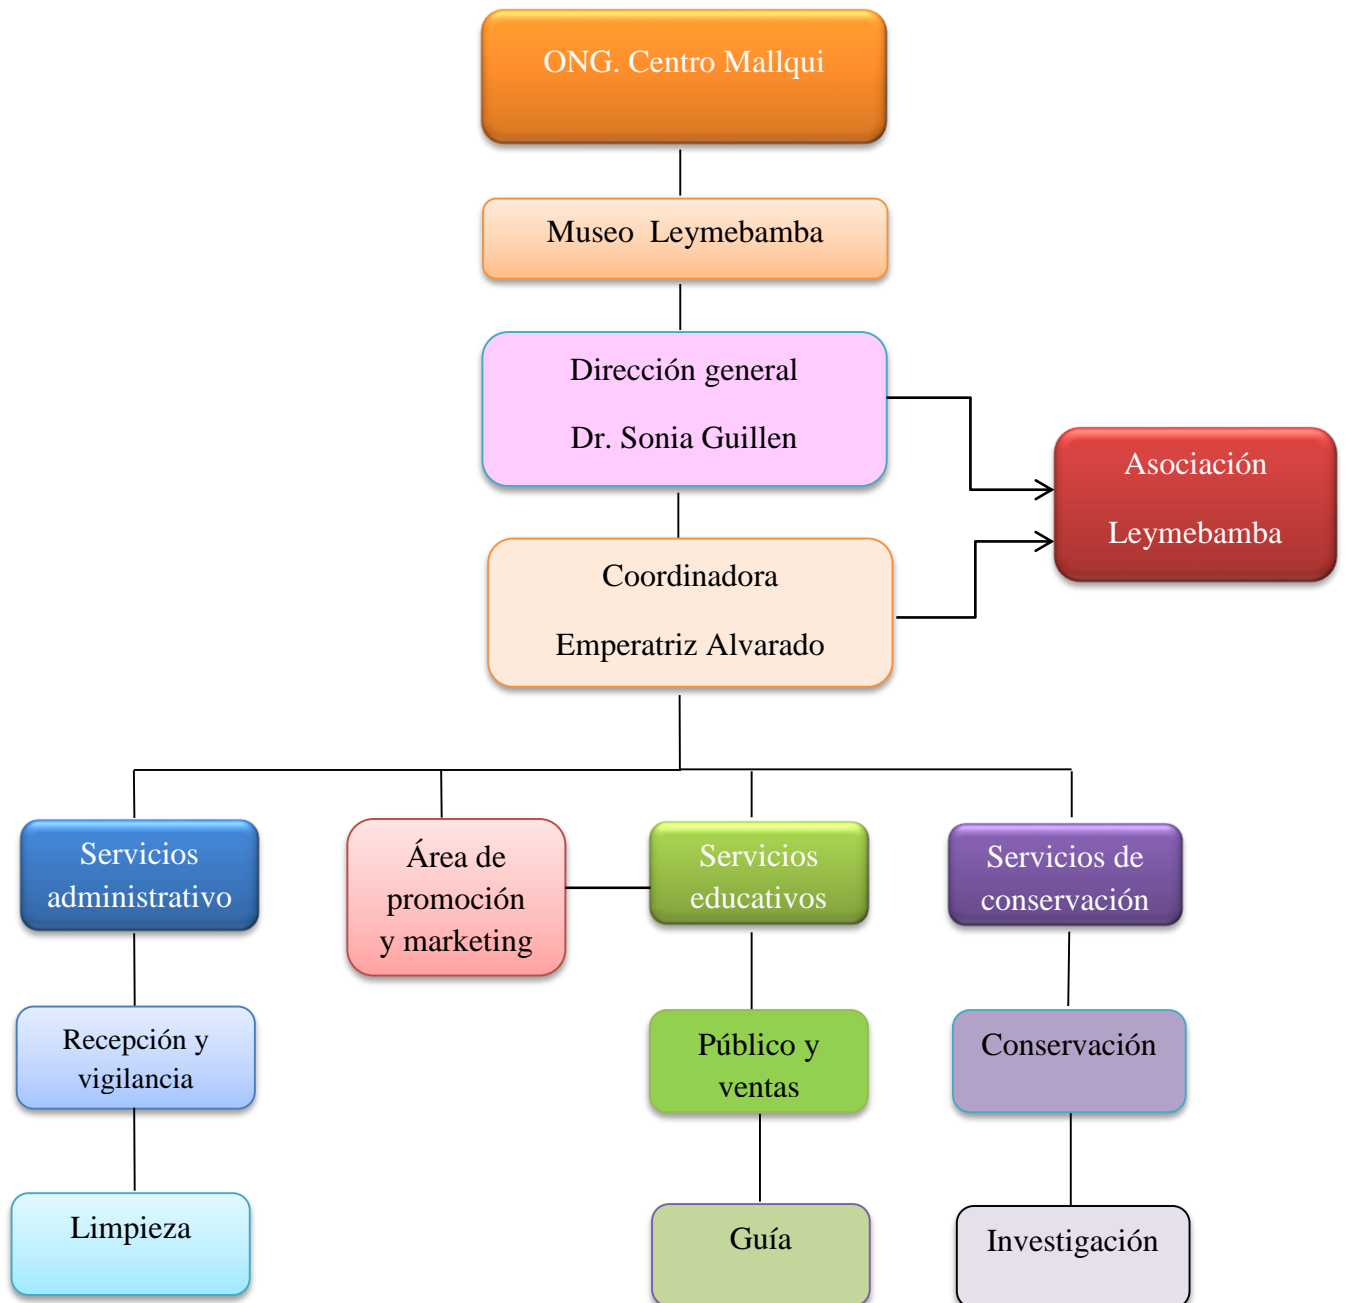 ONG. Centro Mallqui
Museo Leymebamba
Dirección general
Dr. Sonia Guillen
Asociación
Leymebamba
Coordinadora
Emperatriz Alvarado
Servicios
administrativo
Área de
promoción
y marketing
Servicios
educativos
Servicios de
conservación
Recepción y
vigilancia
Público y
ventas
Conservación
Limpieza
Guía
Investigación